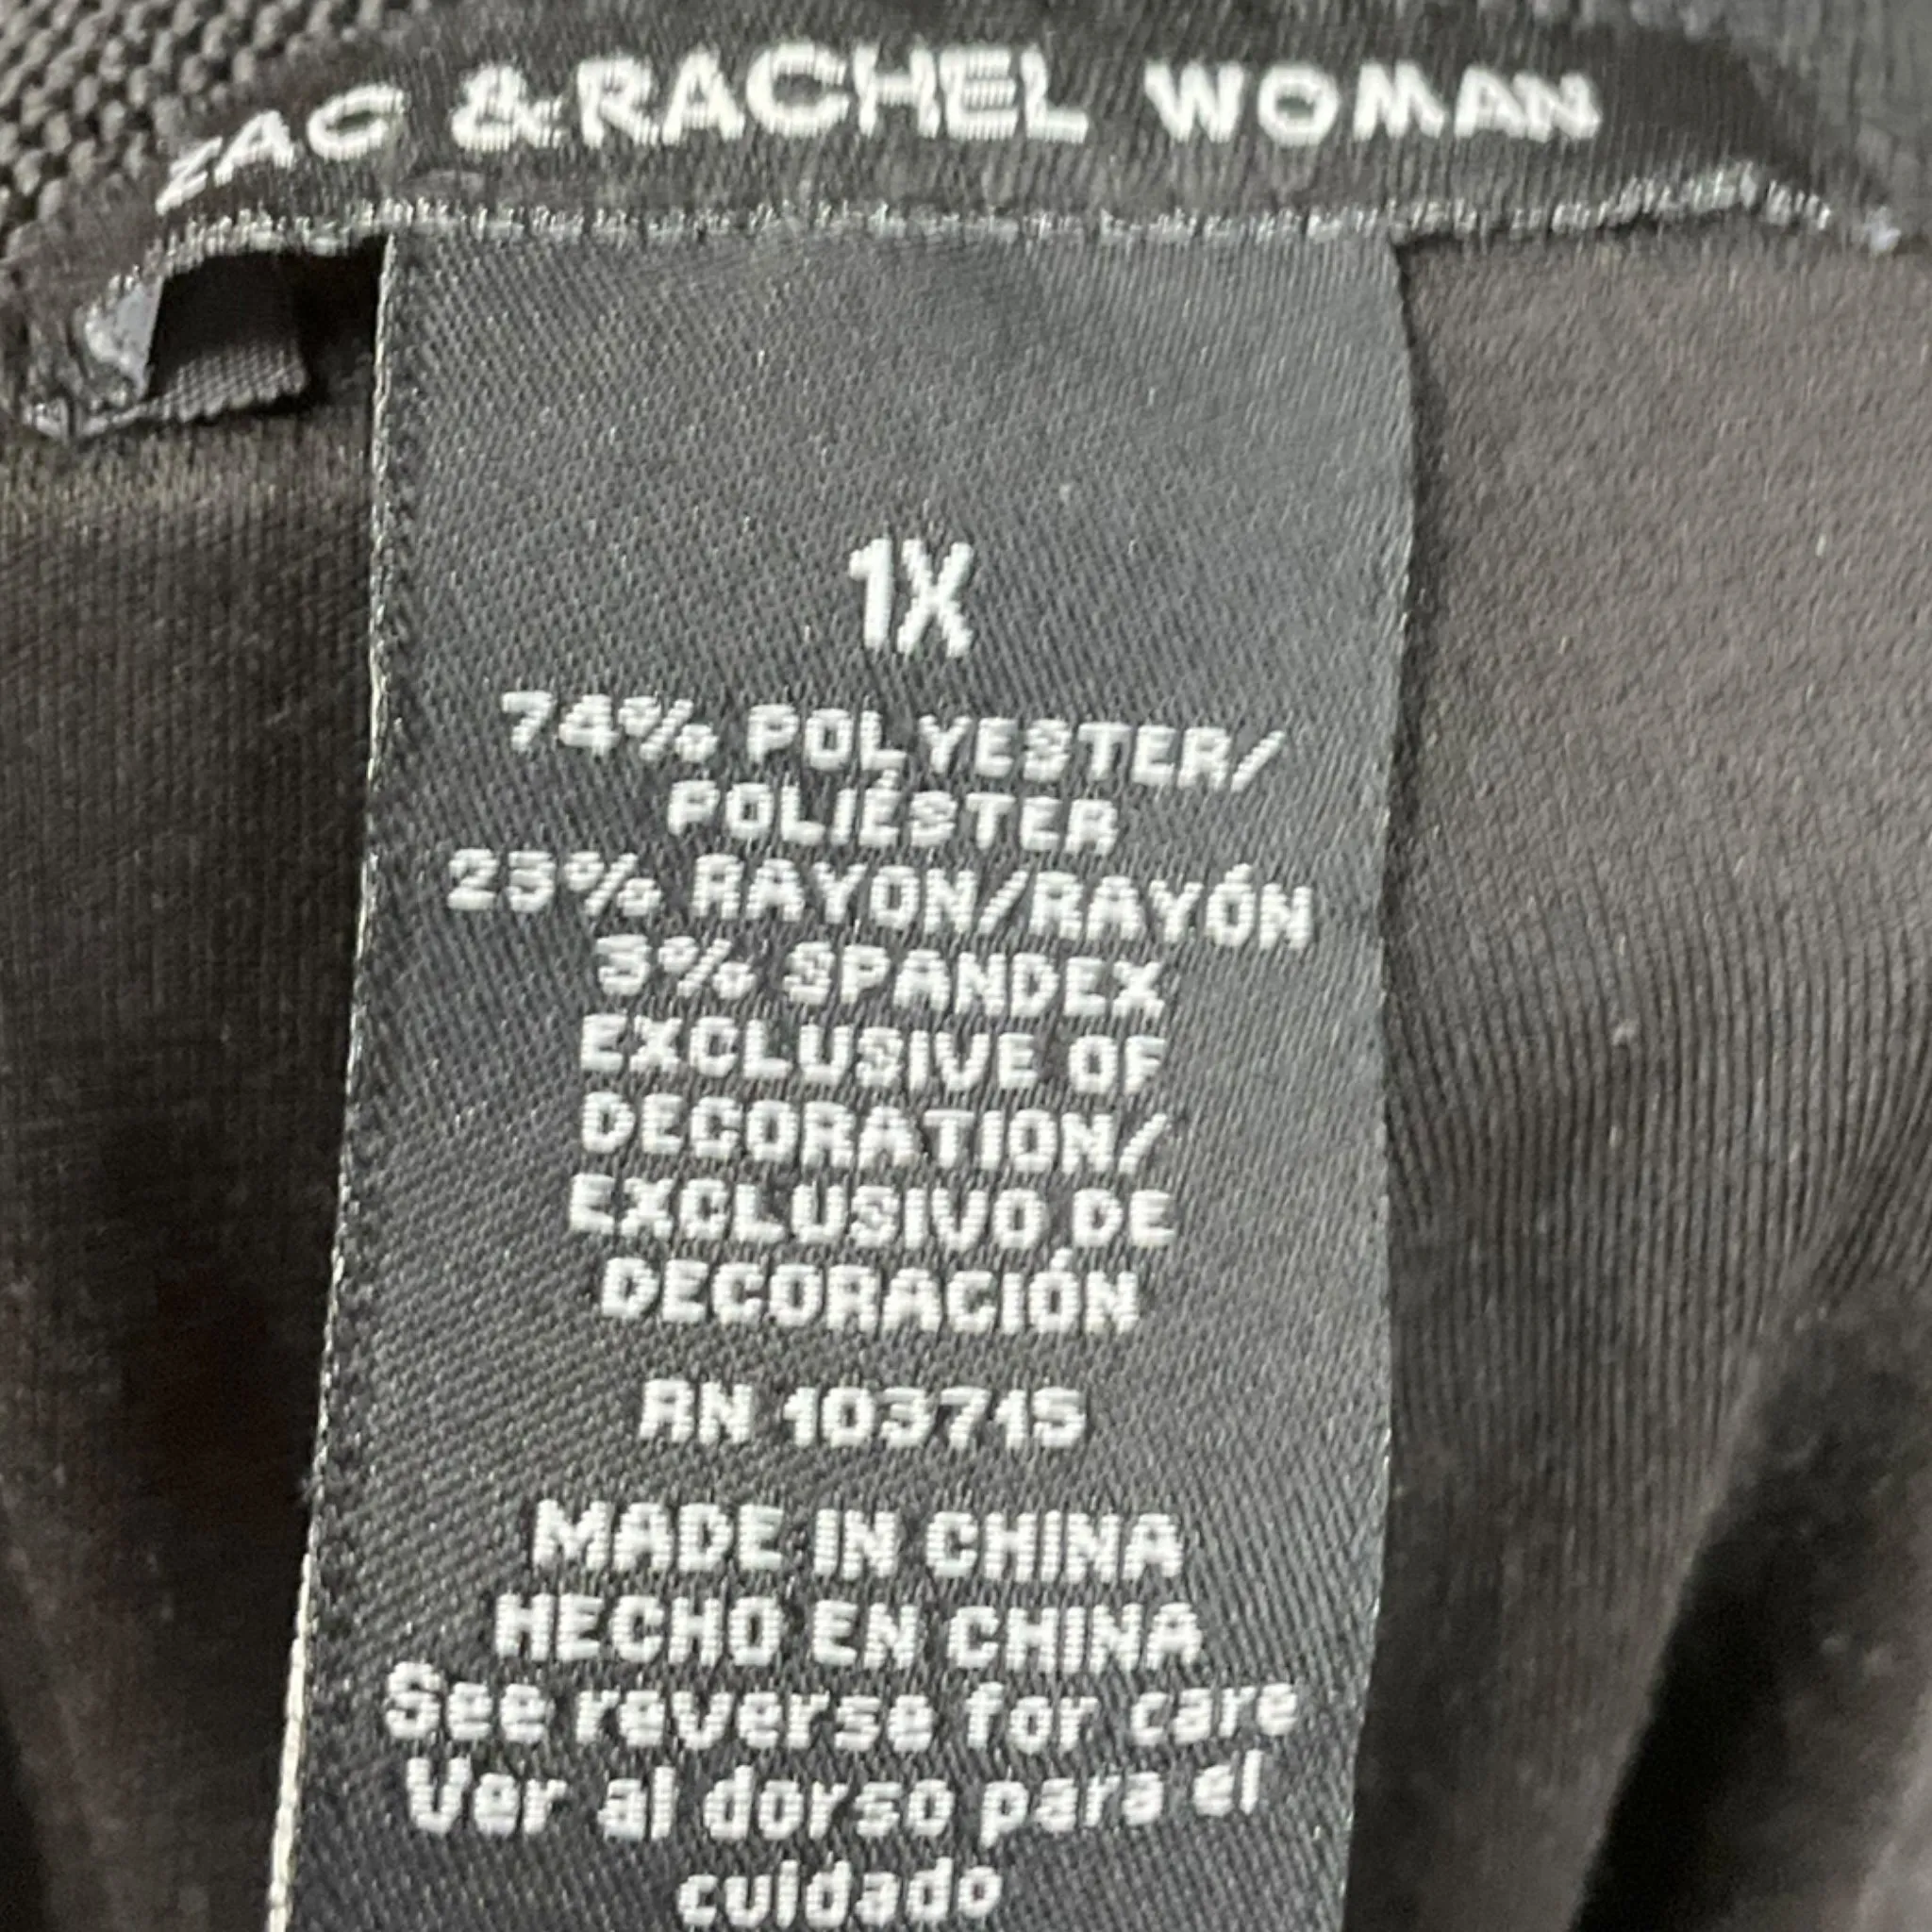 ZAC & RACHEL WOMAN
1X
74% POLYESTER/
POLIÉSTER
23% RAYON/RAYÓN
3% SPANDEX
EXCLUSIVE OF
DECORATION/
EXCLUSIVO DE
DECORACIÓN
RN 103715
MADE IN CHINA
HECHO EN CHINA
See reverse for care
Ver al dorso para el
cuidado